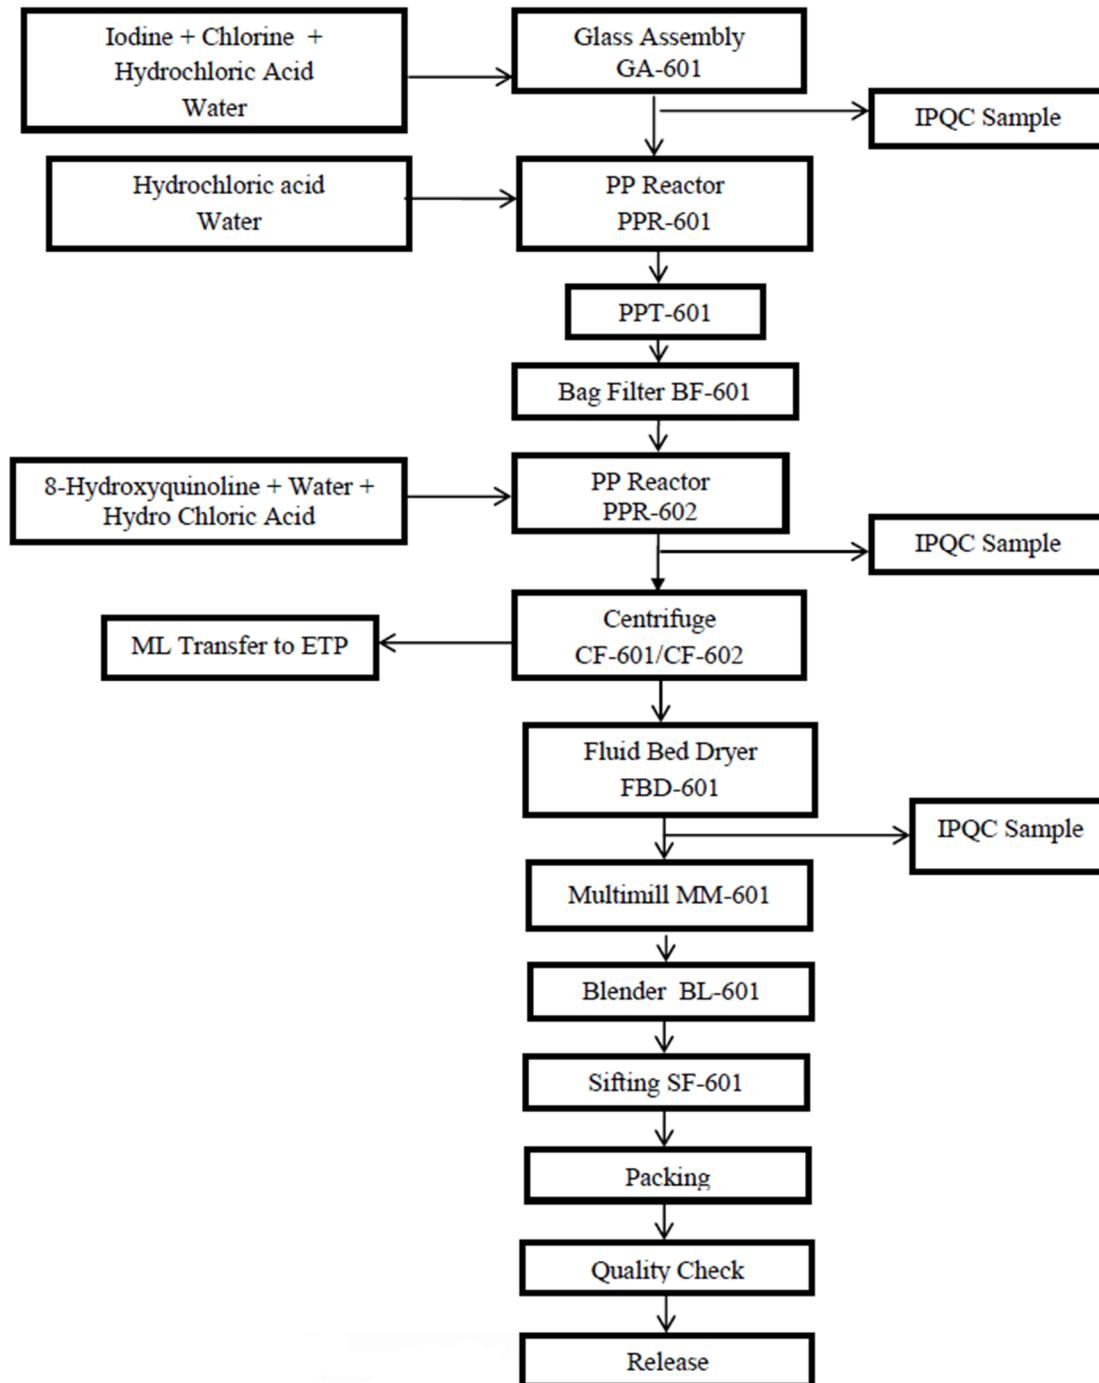 Iodine + Chlorine +
Hydrochloric Acid
Water
Glass Assembly
GA-601
IPQC Sample
Hydrochloric acid
Water
PP Reactor
PPR-601
PPT-601
Bag Filter BF-601
8-Hydroxyquinoline + Water +
Hydro Chloric Acid
PP Reactor
PPR-602
IPQC Sample
Centrifuge
CF-601/CF-602
ML Transfer to ETP
Fluid Bed Dryer
FBD-601
IPQC Sample
Multimill MM-601
Blender BL-601
Sifting SF-601
Packing
Quality Check
Release